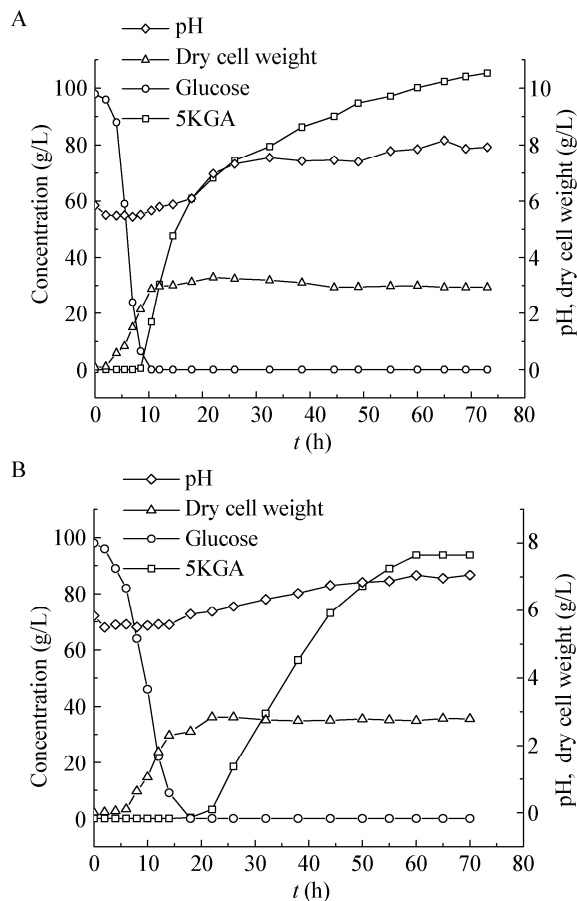 A
pH
Dry cell weight
Glucose
5KGA
100
80
60
40
20
0
10
8
6
4
2
0
0 10 20 30 40 50 60 70 80
Concentration (g/L)
pH, dry cell weight (g/L)
t (h)
B
pH
Dry cell weight
Glucose
5KGA
100
80
60
40
20
0
8
6
4
2
0
0 10 20 30 40 50 60 70 80
Concentration (g/L)
pH, dry cell weight (g/L)
t (h)